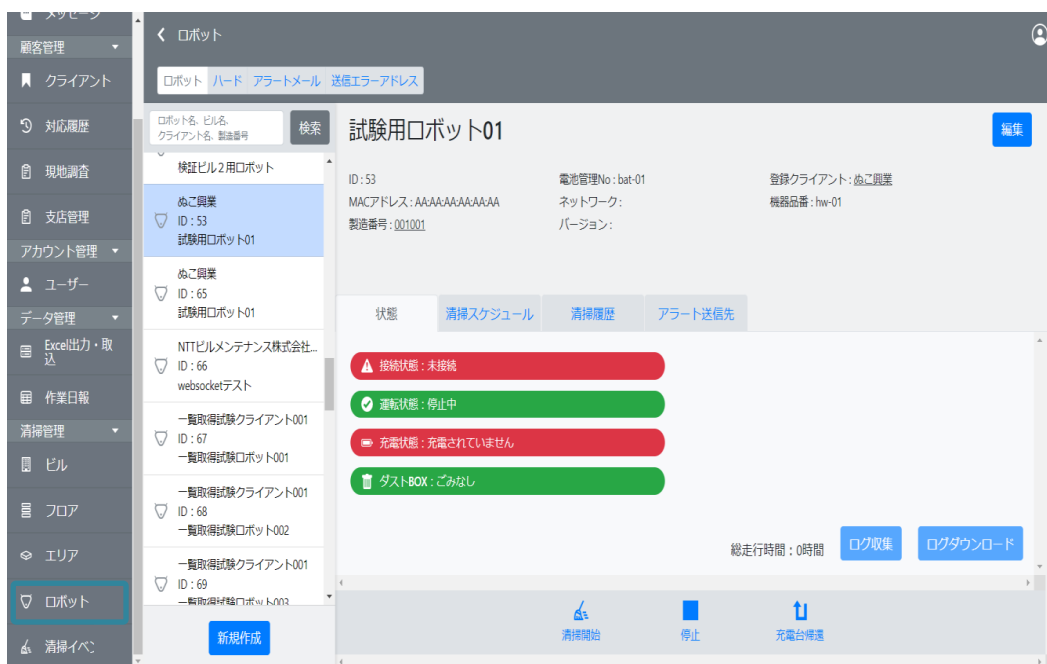 メッセージ
顧客管理
クライアント
対応履歴
現地調査
支店管理
アカウント管理
ユーザー
データ管理
Excel出力・取
込
作業日報
清掃管理
ビル
フロア
エリア
ロボット
清掃イベン
ロボット
ロボット ハード アラートメール 送信エラーアドレス
ロボット名、ビル名、
クライアント名、製造番号
検索
検証ビル2用ロボット
ぬこ興業
ID : 53
試験用ロボット01
ぬこ興業
ID : 65
試験用ロボット01
NTTビルメンテナンス株式会社...
ID : 66
websocketテスト
一覧取得試験クライアント001
ID : 67
一覧取得試験ロボット001
一覧取得試験クライアント001
ID : 68
一覧取得試験ロボット002
一覧取得試験クライアント001
ID : 69
一覧取得試験ロボット003
新規作成
試験用ロボット01
編集
ID : 53 電池管理No : bat-01 登録クライアント : ぬこ興業
MACアドレス : AA:AA:AA:AA:AA:AA ネットワーク : 機器品番 : hw-01
製造番号 : 001001 バージョン :
状態 清掃スケジュール 清掃履歴 アラート送信先
接続状態 : 未接続
運転状態 : 停止中
充電状態 : 充電されていません
ダストBOX : ごみなし
総走行時間 : 0時間 ログ収集 ログダウンロード
清掃開始 停止 充電台帰還